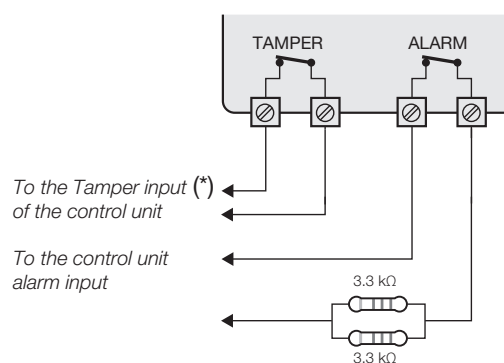 TAMPER
ALARM
To the Tamper input (*)
of the control unit
To the control unit
alarm input
3.3 kΩ
3.3 kΩ